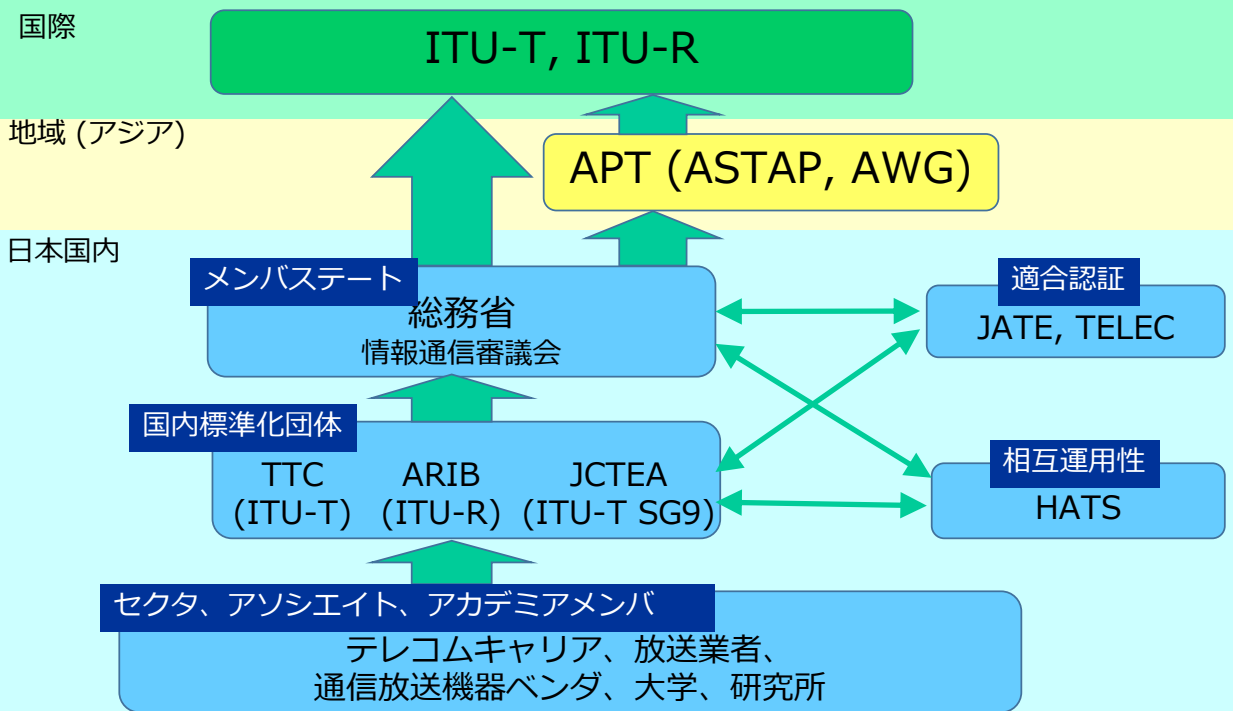 国際
ITU-T, ITU-R
地域 (アジア)
APT (ASTAP, AWG)
日本国内
メンバステート
総務省
情報通信審議会
適合認証
JATE, TELEC
国内標準化団体
TTC
(ITU-T)
ARIB
(ITU-R)
JCTEA
(ITU-T SG9)
相互運用性
HATS
セクタ、アソシエイト、アカデミアメンバ
テレコムキャリア、放送業者、
通信放送機器ベンダ、大学、研究所